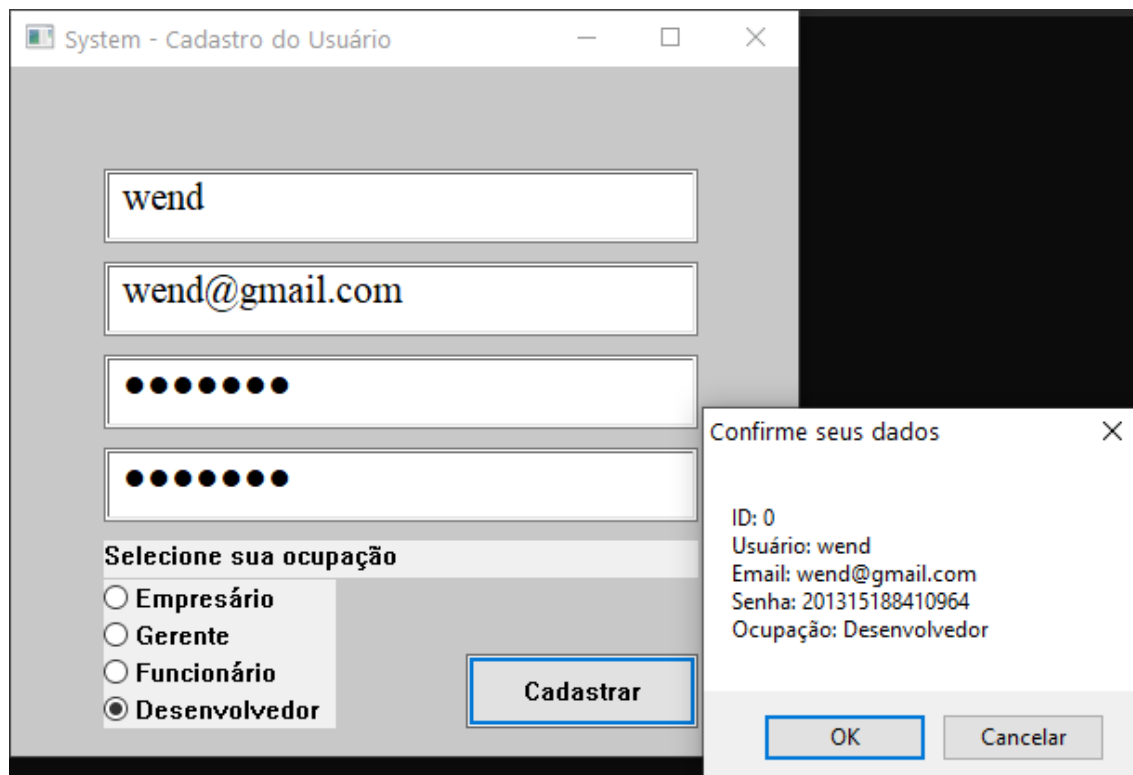 System - Cadastro do Usuário
wend
wend@gmail.com
●●●●●●●
●●●●●●●
Selecione sua ocupação
Empresário
Gerente
Funcionário
Desenvolvedor
Cadastrar
Confirme seus dados
ID: 0
Usuário: wend
Email: wend@gmail.com
Senha: 201315188410964
Ocupação: Desenvolvedor
OK
Cancelar